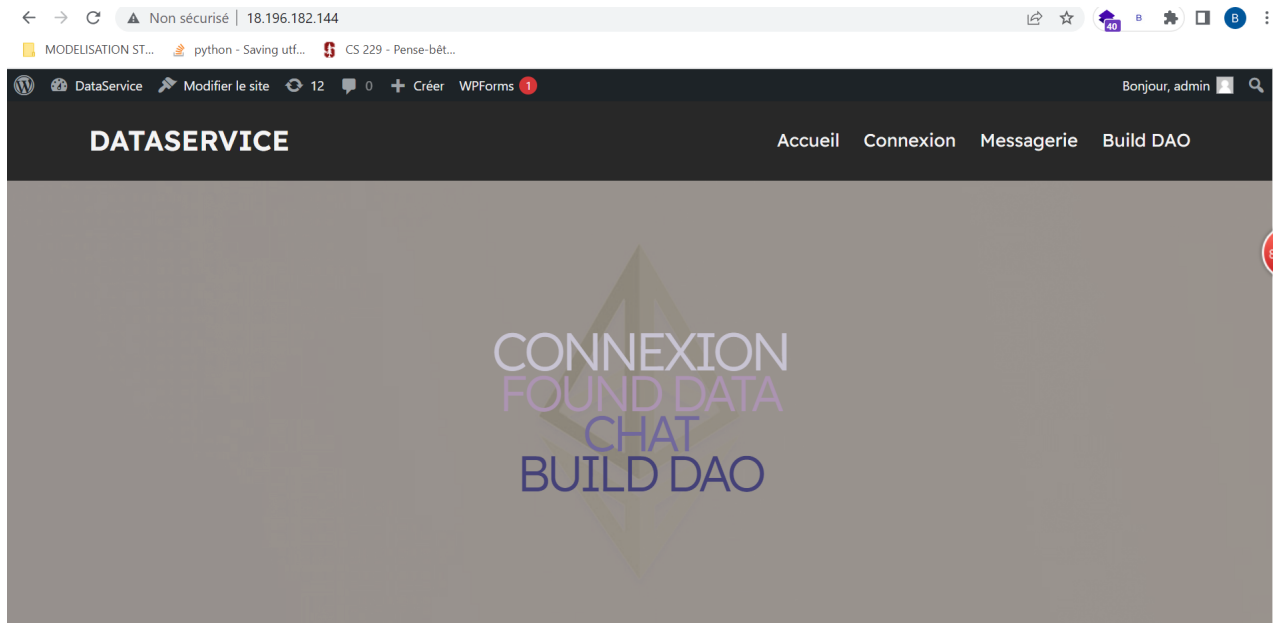 Non sécurisé | 18.196.182.144
40 B B
MODELISATION ST... python - Saving utf... CS 229 - Pense-bêt...
DataService Modifier le site 12 0 Créer WPForms 1 Bonjour, admin
DATASERVICE Accueil Connexion Messagerie Build DAO
CONNEXION
FOUND DATA
CHAT
BUILD DAO